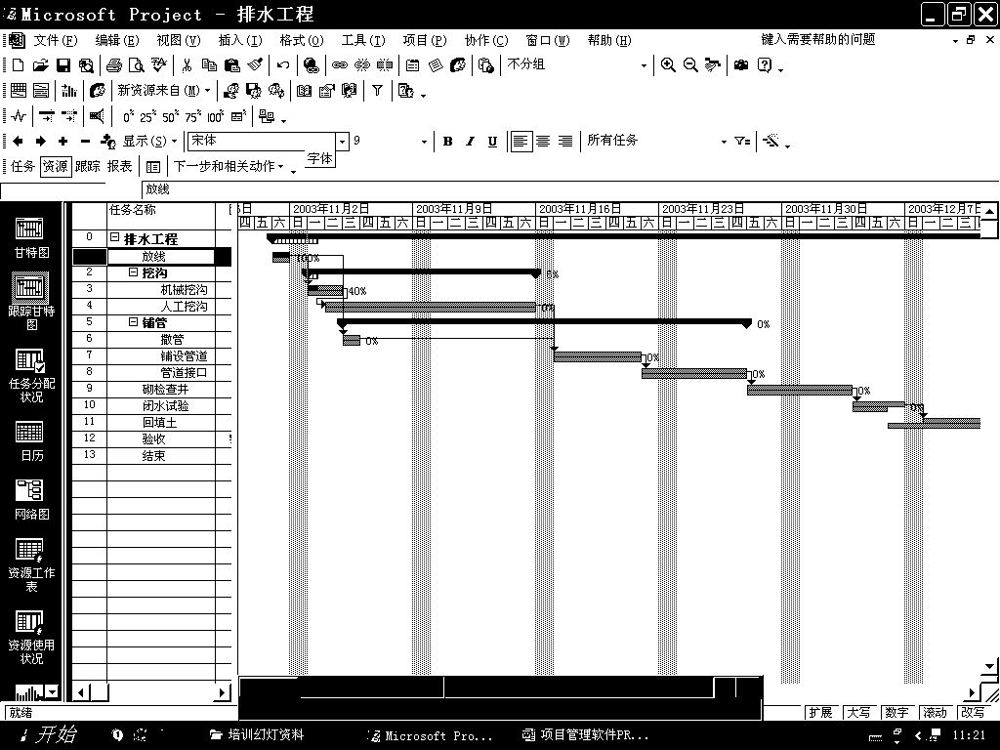 Microsoft Project - 排水工程
文件(F) 编辑(E) 视图(V) 插入(I) 格式(O) 工具(T) 项目(P) 协作(C) 窗口(W) 帮助(H) 键入需要帮助的问题
不分组
新资源来自(M)
0% 25% 50% 75% 100%
显示(S) 宋体 9 B I U 所有任务
字体
任务 资源 跟踪 报表 下一步和相关动作
放线
任务名称 日 2003年11月2日 2003年11月9日 2003年11月16日 2003年11月23日 2003年11月30日 2003年12月7日
四 五 六 日 一 二 三 四 五 六 日 一 二 三 四 五 六 日 一 二 三 四 五 六 日 一 二 三 四 五 六 日 一 二 三 四 五 六 日 一 二 三 四
0 排水工程
放线 100%
2 挖沟 6%
3 机械挖沟 40%
4 人工挖沟 0%
5 铺管 0%
6 撒管 0%
7 铺设管道 0%
8 管道接口 0%
9 砌检查井 0%
10 闭水试验 0%
11 回填土
12 验收
13 结束
甘特图
跟踪甘特图
任务分配状况
日历
网络图
资源工作表
资源使用状况
就绪 扩展 大写 数字 滚动 改写
开始 培训幻灯资料 Microsoft Pro... 项目管理软件PR... 11:21